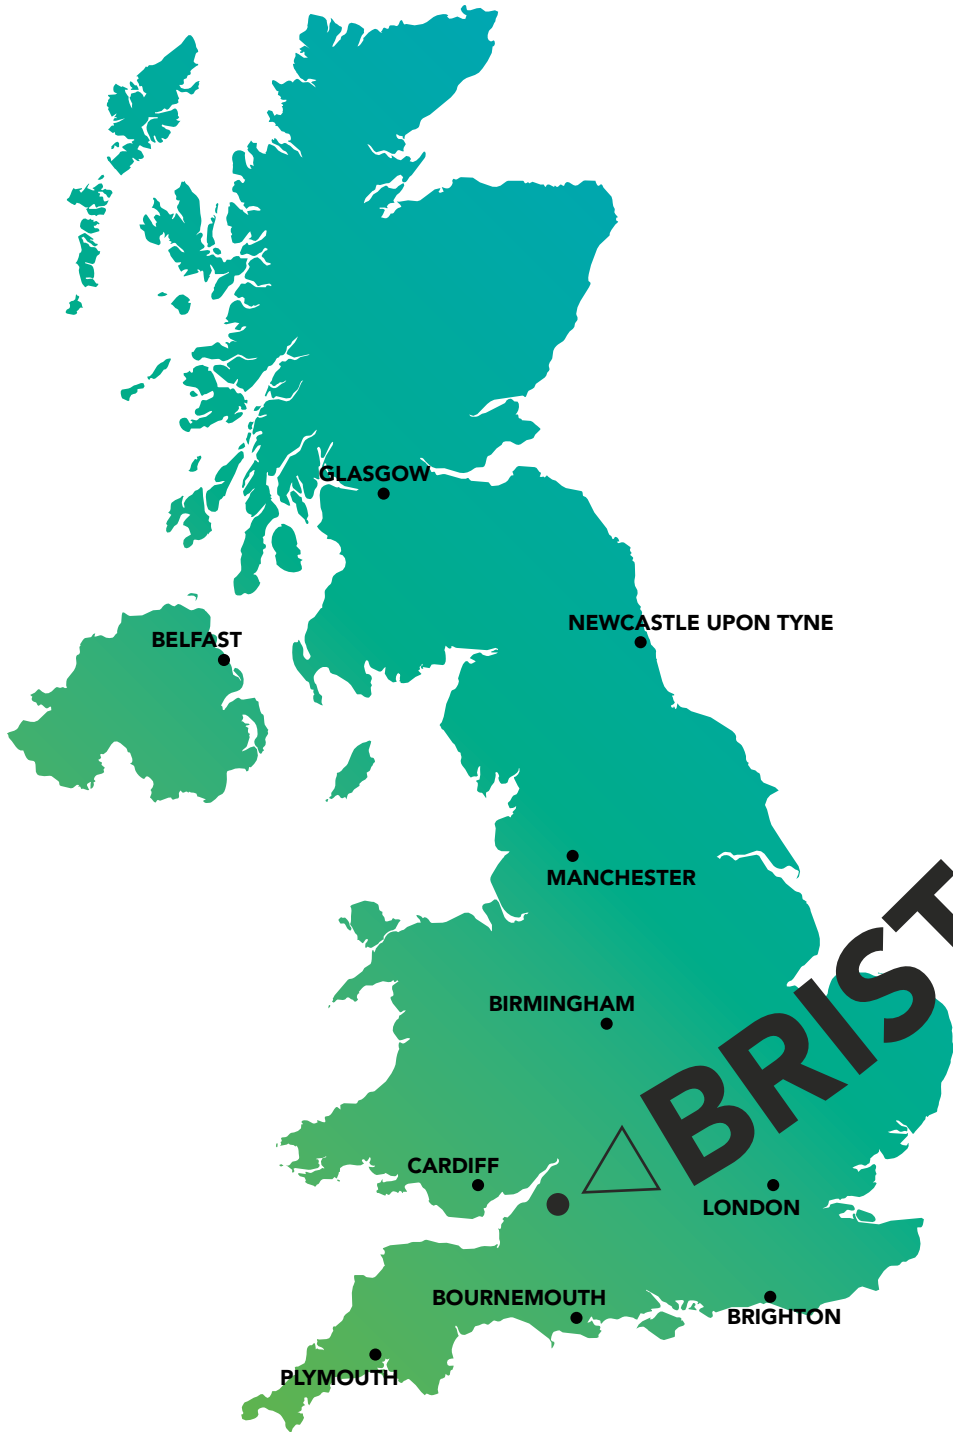 GLASGOW
NEWCASTLE UPON TYNE
BELFAST
MANCHESTER
BRIST
BIRMINGHAM
CARDIFF
LONDON
BOURNEMOUTH
BRIGHTON
PLYMOUTH